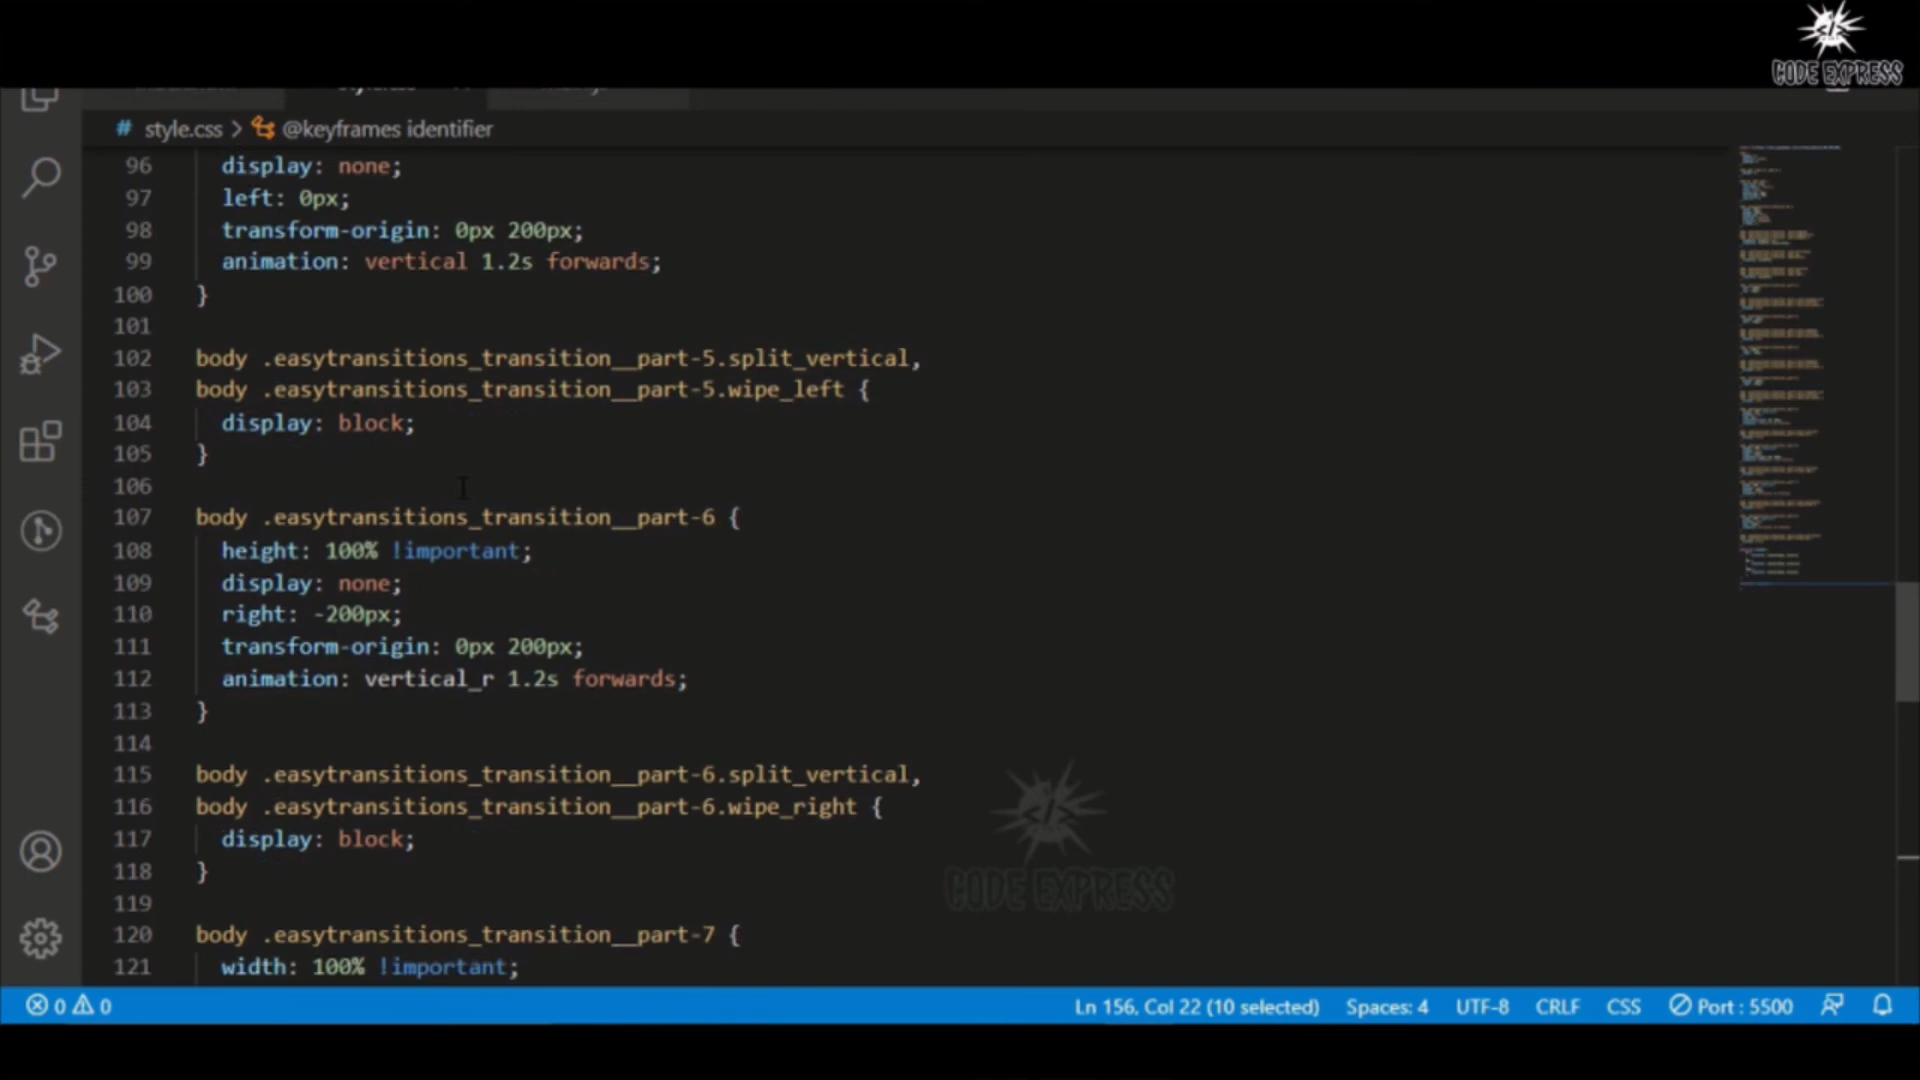 CODE EXPRESS
# style.css > @keyframes identifier
96 display: none;
97 left: 0px;
98 transform-origin: 0px 200px;
99 animation: vertical 1.2s forwards;
100 }
101
102 body .easytransitions_transition__part-5.split_vertical,
103 body .easytransitions_transition__part-5.wipe_left {
104 display: block;
105 }
106
107 body .easytransitions_transition__part-6 {
108 height: 100% !important;
109 display: none;
110 right: -200px;
111 transform-origin: 0px 200px;
112 animation: vertical_r 1.2s forwards;
113 }
114
115 body .easytransitions_transition__part-6.split_vertical,
116 body .easytransitions_transition__part-6.wipe_right {
117 display: block;
118 }
119
120 body .easytransitions_transition__part-7 {
121 width: 100% !important;
CODE EXPRESS
0 0 Ln 156, Col 22 (10 selected) Spaces: 4 UTF-8 CRLF CSS Port : 5500